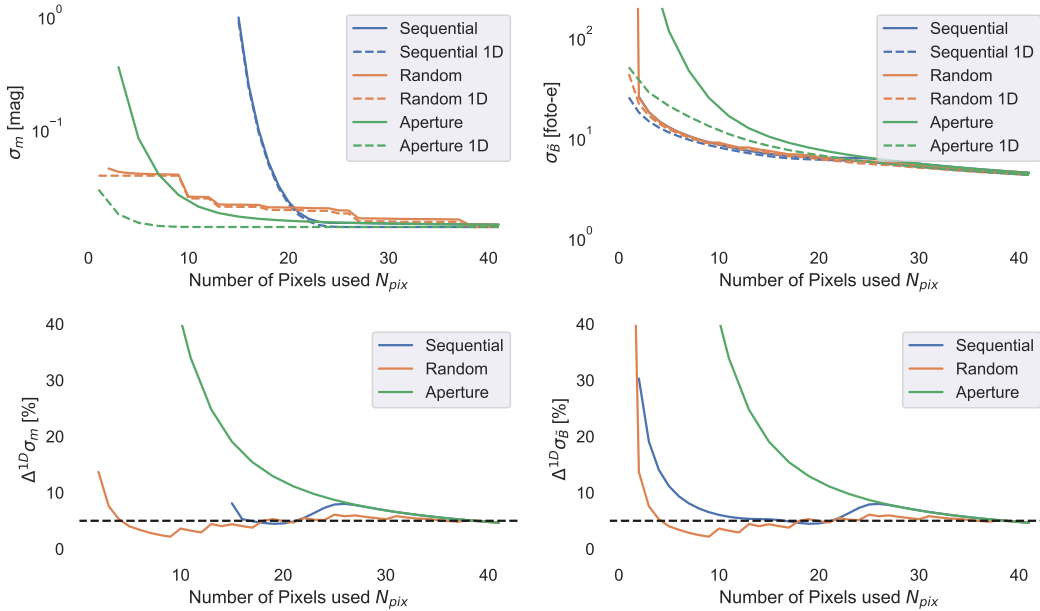 10⁰
10⁻¹
σ_m [mag]
Sequential
Sequential 1D
Random
Random 1D
Aperture
Aperture 1D
0 10 20 30 40
Number of Pixels used N_pix
10²
10¹
10⁰
σ_B̂ [foto-e]
Sequential
Sequential 1D
Random
Random 1D
Aperture
Aperture 1D
0 10 20 30 40
Number of Pixels used N_pix
40
30
20
10
0
Δ¹ᴰσ_m [%]
Sequential
Random
Aperture
10 20 30 40
Number of Pixels used N_pix
40
30
20
10
0
Δ¹ᴰσ_B̂ [%]
Sequential
Random
Aperture
0 10 20 30 40
Number of Pixels used N_pix